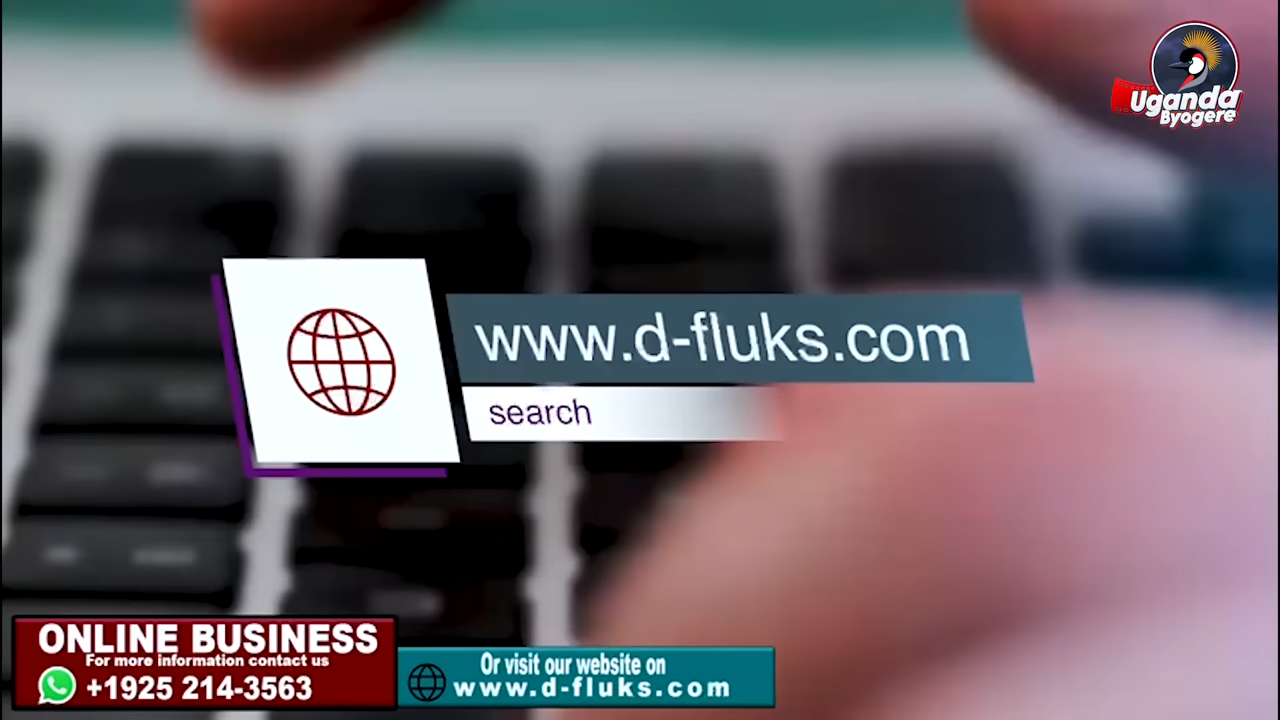 Uganda
Byogere
www.d-fluks.com
search
ONLINE BUSINESS
For more information contact us
+1925 214-3563
Or visit our website on
www.d-fluks.com